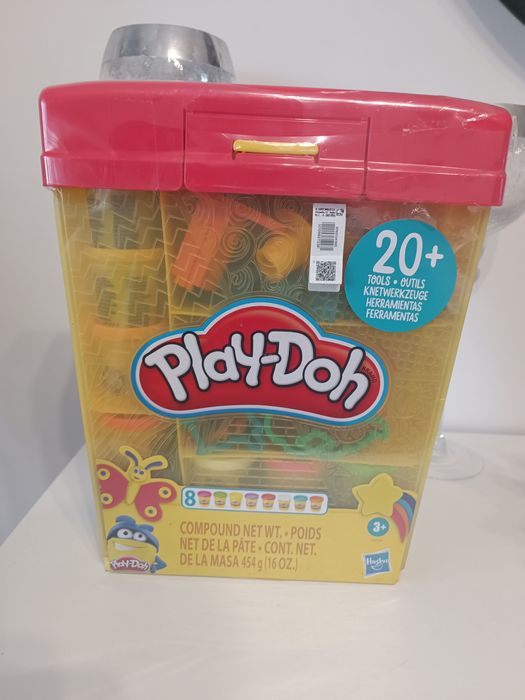 20+
TOOLS • OUTILS
KNETWERKZEUGE
HERRAMIENTAS
FERRAMENTAS
Play-Doh
8
COMPOUND NET WT. • POIDS
NET DE LA PÂTE • CONT. NET.
DE LA MASA 454 g (16 OZ.)
3+
Play-Doh
Hasbro